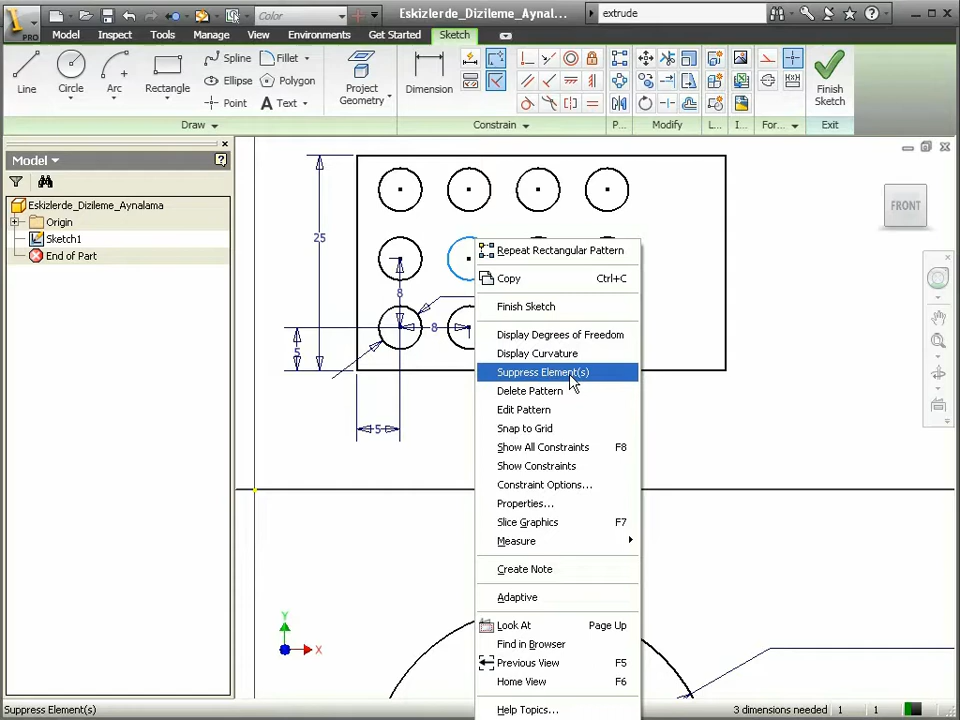 PRO
Color
Eskizlerde_Dizileme_Aynal...
extrude
Model
Inspect
Tools
Manage
View
Environments
Get Started
Sketch
Line
Circle
Arc
Rectangle
Spline
Ellipse
Point
Fillet
Polygon
Text
Project
Geometry
Dimension
Finish
Sketch
Draw
Constrain
P...
Modify
L...
I...
For...
Exit
Model
Eskizlerde_Dizileme_Aynalama
Origin
Sketch1
End of Part
FRONT
25
8
8
5
5
Repeat Rectangular Pattern
Copy Ctrl+C
Finish Sketch
Display Degrees of Freedom
Display Curvature
Suppress Element(s)
Delete Pattern
Edit Pattern
Snap to Grid
Show All Constraints F8
Show Constraints
Constraint Options...
Properties...
Slice Graphics F7
Measure
Create Note
Adaptive
Look At Page Up
Find in Browser
Previous View F5
Home View F6
Help Topics...
Y
X
Suppress Element(s)
3 dimensions needed 1 1